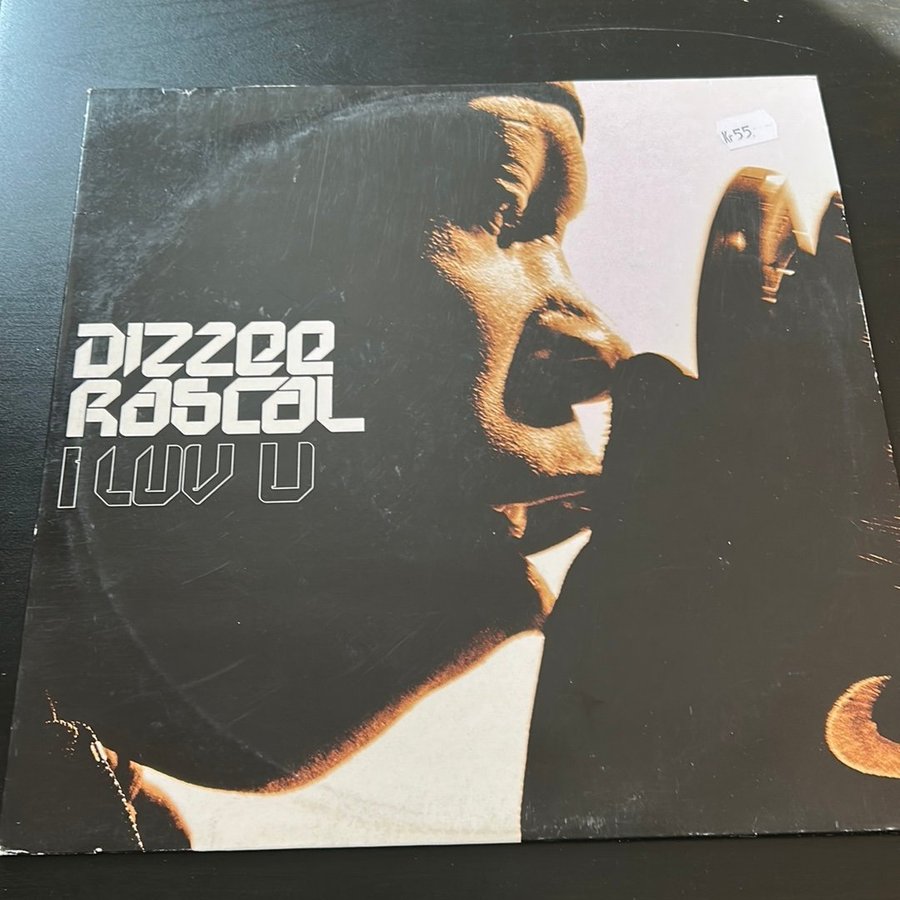 Kr55.-
DIZZEE
RASCAL
I LUV U